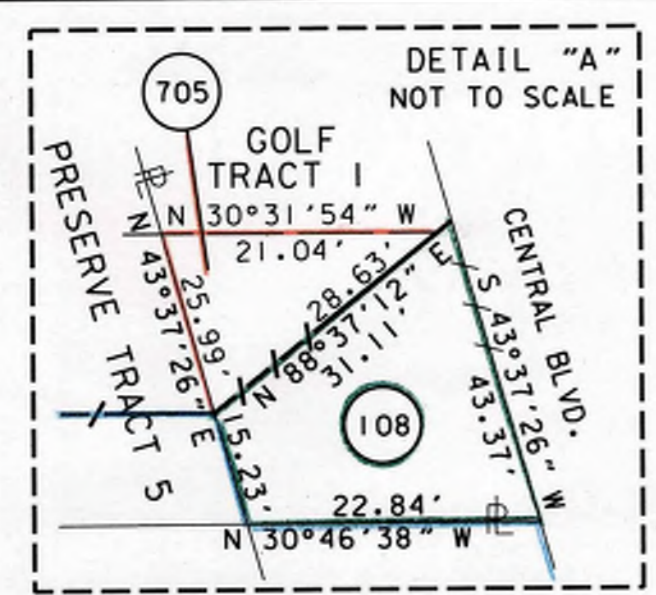 DETAIL "A"
NOT TO SCALE
705
GOLF
TRACT 1
N 30°31'54" W
21.04'
PRESERVE TRACT 5
N 43°37'26" E
25.99'
28.63'
N 88°37'12" E
31.11'
CENTRAL BLVD.
S 43°37'26" W
43.37'
108
15.23'
22.84'
N 30°46'38" W
PL
PL